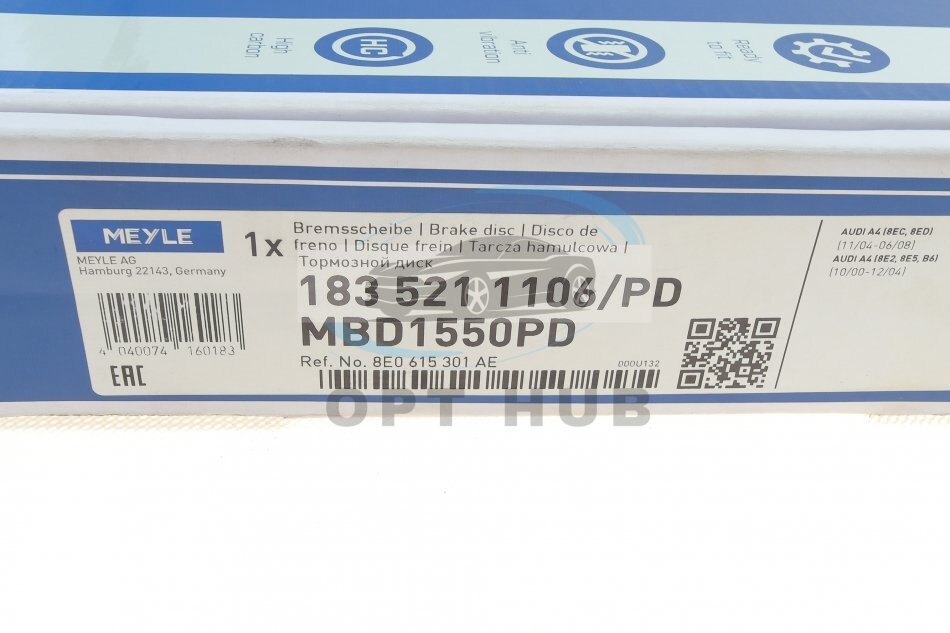 High
carbon
HC
Anti
vibration
Ready
to fit
MEYLE
MEYLE AG
Hamburg 22143, Germany
1x
Bremsscheibe | Brake disc | Disco de
freno | Disque frein | Tarcza hamulcowa |
Тормозной диск
183 521 1106/PD
MBD1550PD
Ref. No. 8E0 615 301 AE
000U132
4 040074 160183
EAC
AUDI A4 (8EC, 8ED)
(11/04-06/08)
AUDI A4 (8E2, 8E5, B6)
(10/00-12/04)
OPT HUB